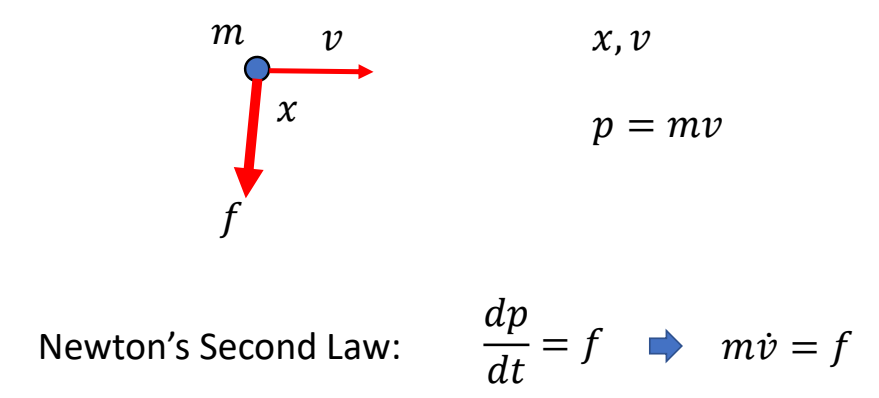 m v
x, v
x
p = mv
f
Newton's Second Law: dp/dt = f ➡ mv̇ = f